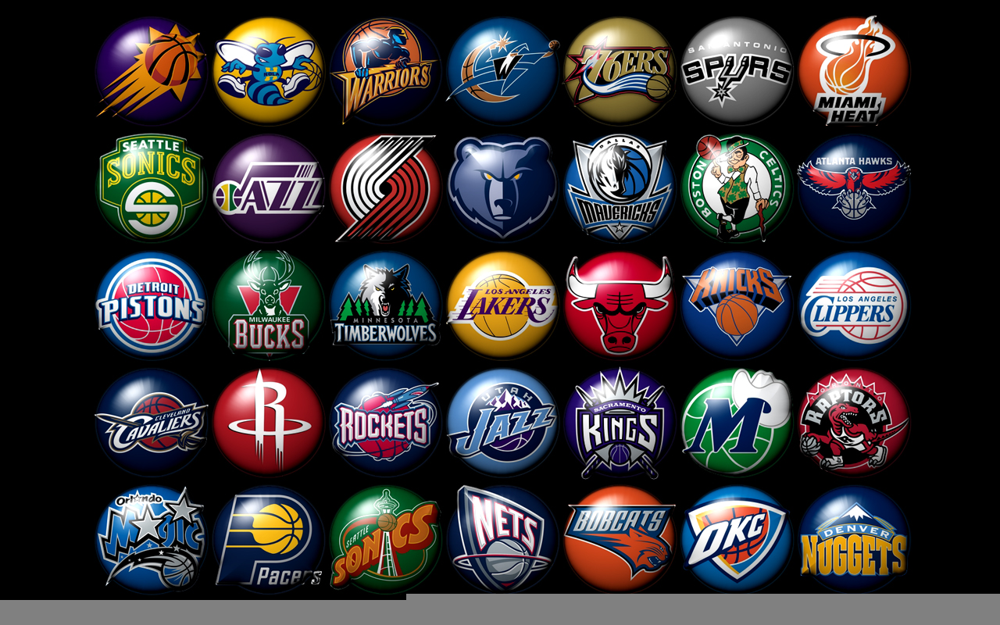 NOLA
WARRIORS
W
76ERS
SAN ANTONIO
SPURS
MIAMI
HEAT
SEATTLE
SONICS
S
JAZZ
DALLAS
MAVERICKS
BOSTON CELTICS
ATLANTA HAWKS
DETROIT
PISTONS
MILWAUKEE
BUCKS
MINNESOTA
TIMBERWOLVES
LOS ANGELES
LAKERS
KNICKS
LOS ANGELES
CLIPPERS
CLEVELAND
CAVALIERS
R
ROCKETS
UTAH
JAZZ
SACRAMENTO
KINGS
M
TORONTO
RAPTORS
Orlando
Magic
P
Pacers
SEATTLE
SONICS
NETS
BOBCATS
OKC
DENVER
NUGGETS